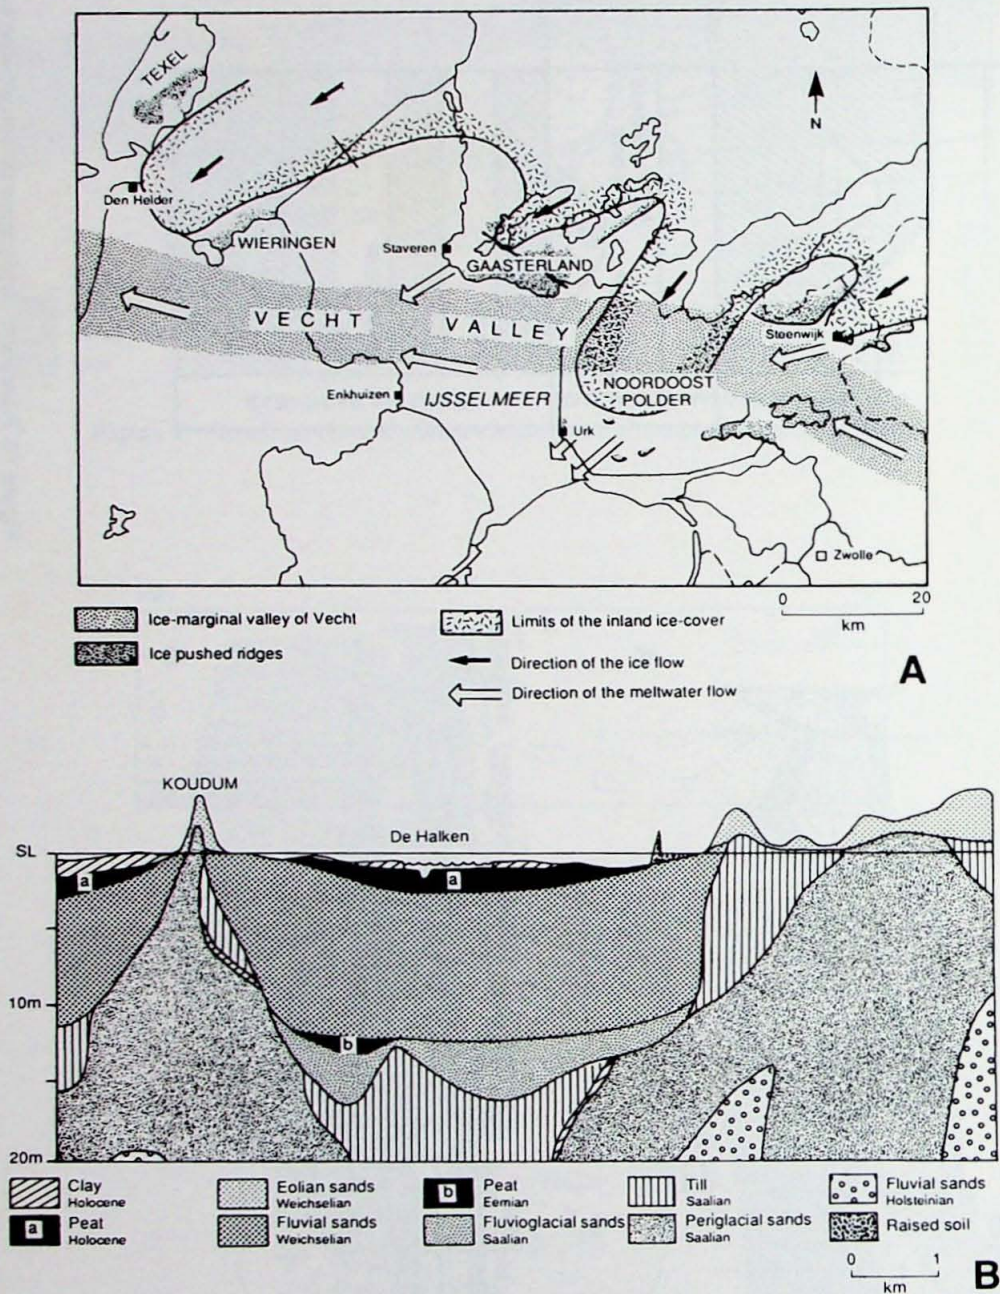 TEXEL
N
Den Helder
WIERINGEN
Staveren
GAASTERLAND
VECHT VALLEY
Steenwijk
NOORDOOST
POLDER
Enkhuizen
IJSSELMEER
Urk
Zwolle
0 20
km
Ice-marginal valley of Vecht
Ice pushed ridges
Limits of the inland ice-cover
Direction of the ice flow
Direction of the meltwater flow
A
KOUDUM
De Halken
SL
a
a
10m
b
20m
Clay
Holocene
a Peat
Holocene
Eolian sands
Weichselian
Fluvial sands
Weichselian
b Peat
Eemian
Fluvioglacial sands
Saalian
Till
Saalian
Periglacial sands
Saalian
Fluvial sands
Holsteinian
Raised soil
0 1
km
B